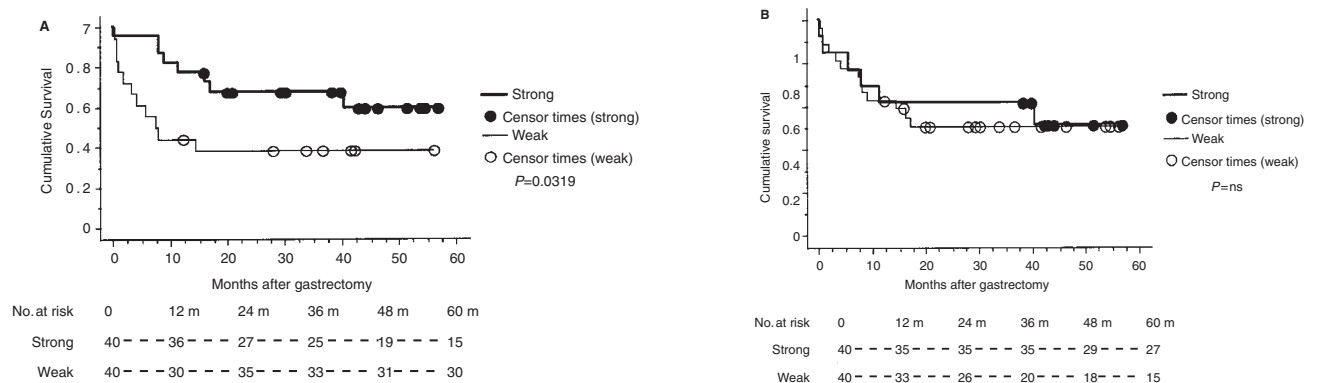 A
7
0.8
0.6
0.4
0.2
0
Cumulative Survival
0 10 20 30 40 50 60
Months after gastrectomy
Strong
Censor times (strong)
Weak
Censor times (weak)
P=0.0319
No. at risk 0 12 m 24 m 36 m 48 m 60 m
Strong 40 36 27 25 19 15
Weak 40 30 35 33 31 30
B
1
0.8
0.6
0.4
0.2
0
Cumulative survival
0 10 20 30 40 50 60
Months after gastrectomy
Strong
Censor times (strong)
Weak
Censor times (weak)
P=ns
No. at risk 0 12 m 24 m 36 m 48 m 60 m
Strong 40 35 35 35 29 27
Weak 40 33 26 20 18 15